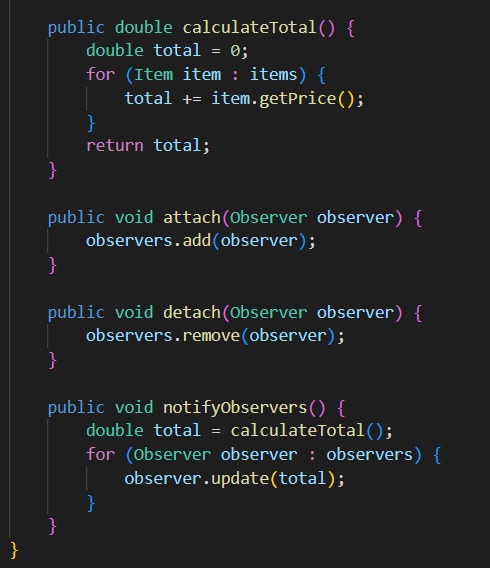 public double calculateTotal() {
double total = 0;
for (Item item : items) {
total += item.getPrice();
}
return total;
}
public void attach(Observer observer) {
observers.add(observer);
}
public void detach(Observer observer) {
observers.remove(observer);
}
public void notifyObservers() {
double total = calculateTotal();
for (Observer observer : observers) {
observer.update(total);
}
}
}